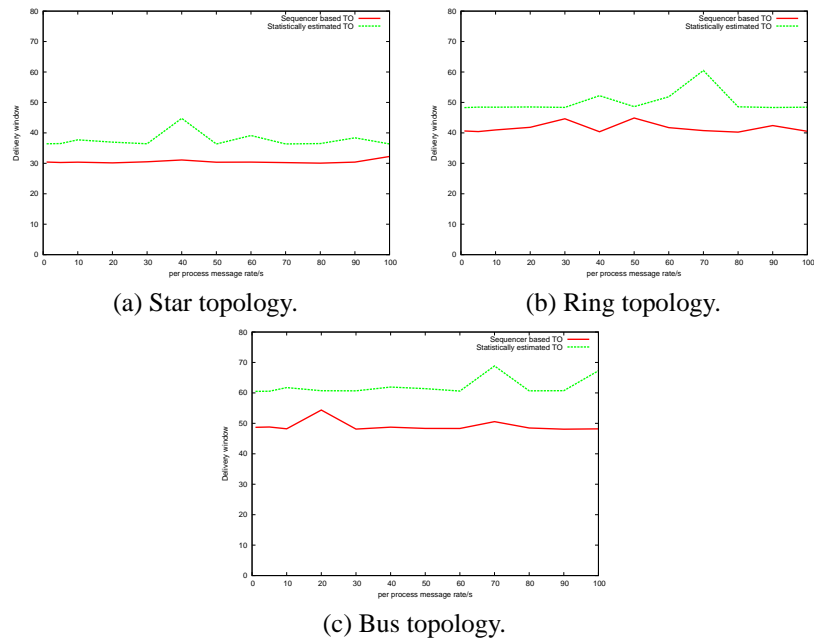 Sequencer based TO
Statistically estimated TO
80
70
60
50
40
30
20
10
0
Delivery window
0 10 20 30 40 50 60 70 80 90 100
per process message rate/s
(a) Star topology.
Sequencer based TO
Statistically estimated TO
80
70
60
50
40
30
20
10
0
Delivery window
0 10 20 30 40 50 60 70 80 90 100
per process message rate/s
(b) Ring topology.
Sequencer based TO
Statistically estimated TO
80
70
60
50
40
30
20
10
0
Delivery window
0 10 20 30 40 50 60 70 80 90 100
per process message rate/s
(c) Bus topology.